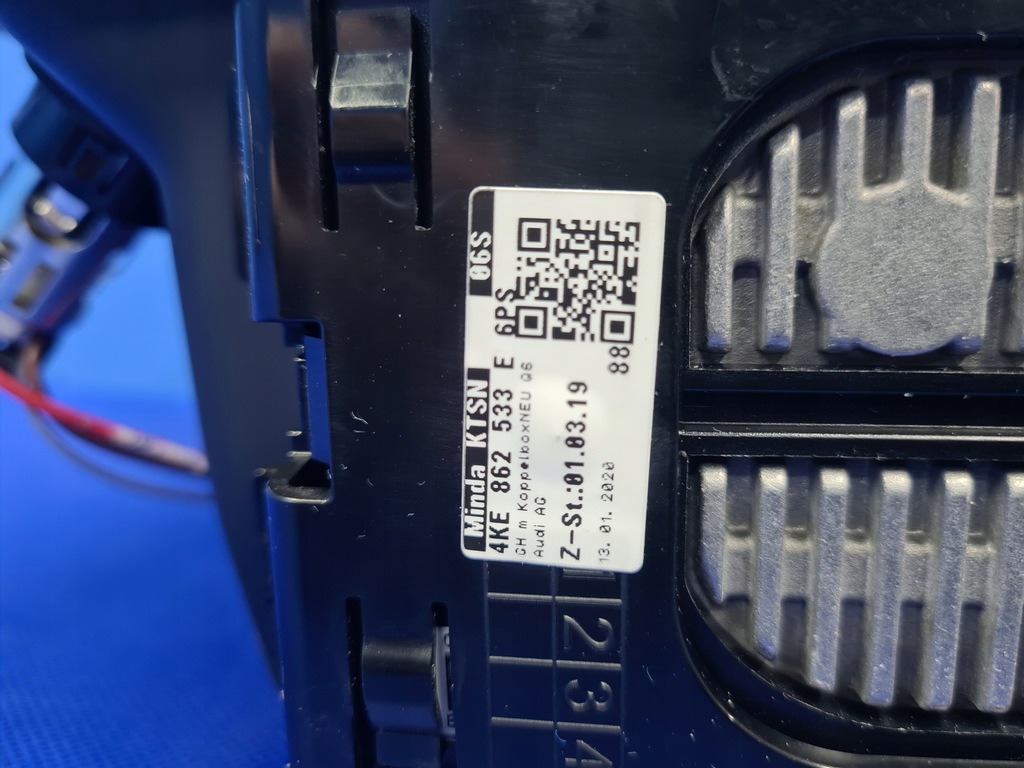 06S
Minda KTSN
4KE 862 533 E 6PS
GH m KoppelboxNEU Q6
Audi AG
Z-St.:01.03.19
88
13.01.2020
2
3
4